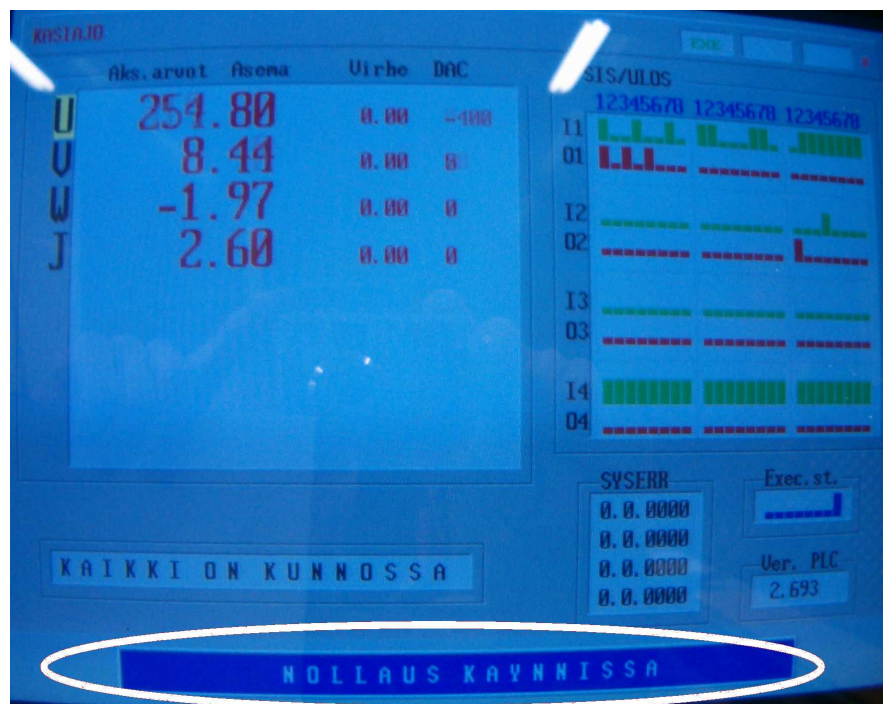 KASIAJO
EXE
Aks.arvot Asema Virhe DAC
U 254.80 0.00 -400
V 8.44 0.00 0
W -1.97 0.00 0
J 2.60 0.00 0
SIS/ULOS
12345678 12345678 12345678
I1
O1
I2
O2
I3
O3
I4
O4
SYSERR
0.0.0000
0.0.0000
0.0.0000
0.0.0000
Exec.st.
Ver. PLC
2.693
KAIKKI ON KUNNOSSA
NOLLAUS KAYNNISSA